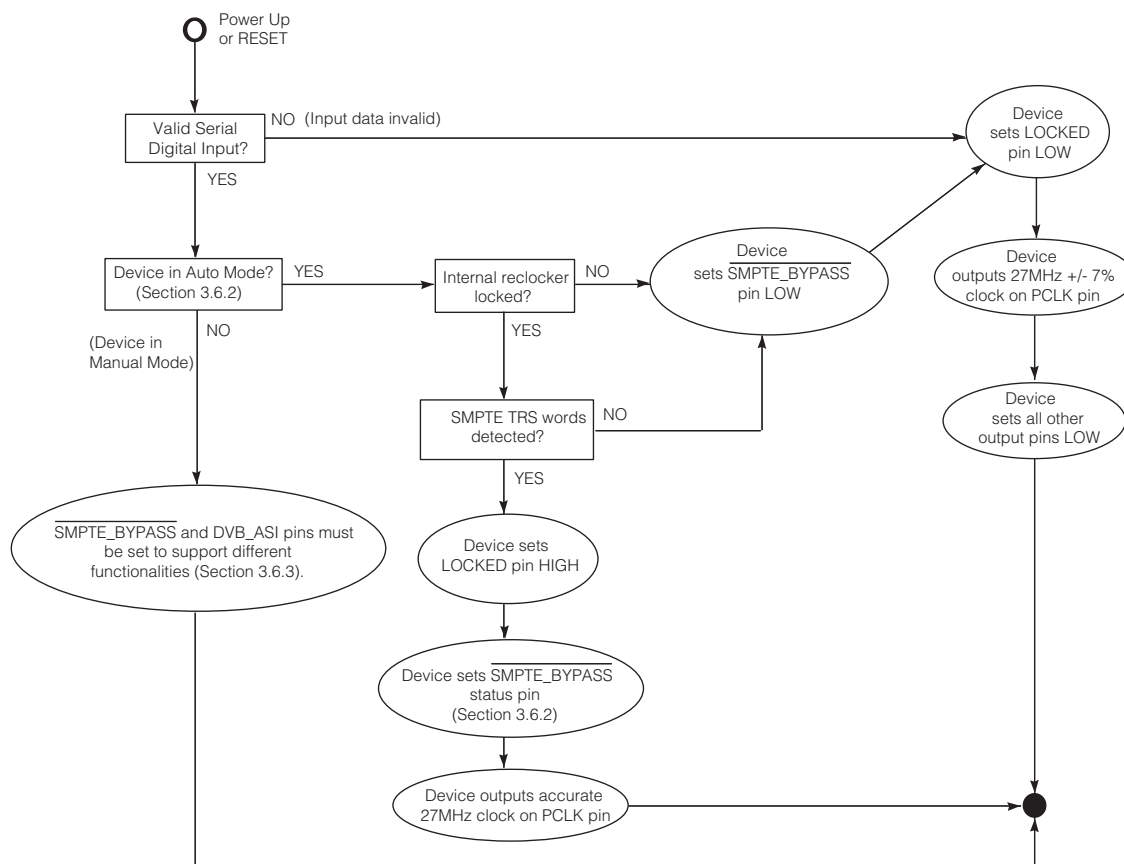 Power Up
or RESET
Valid Serial
Digital Input?
NO (Input data invalid)
YES
Device
sets LOCKED
pin LOW
Device in Auto Mode?
(Section 3.6.2)
YES
NO
(Device in
Manual Mode)
Internal reclocker
locked?
NO
YES
Device
sets SMPTE_BYPASS
pin LOW
Device
outputs 27MHz +/- 7%
clock on PCLK pin
SMPTE TRS words
detected?
NO
YES
Device
sets all other
output pins LOW
SMPTE_BYPASS and DVB_ASI pins must
be set to support different
functionalities (Section 3.6.3).
Device sets
LOCKED pin HIGH
Device sets SMPTE_BYPASS
status pin
(Section 3.6.2)
Device outputs accurate
27MHz clock on PCLK pin